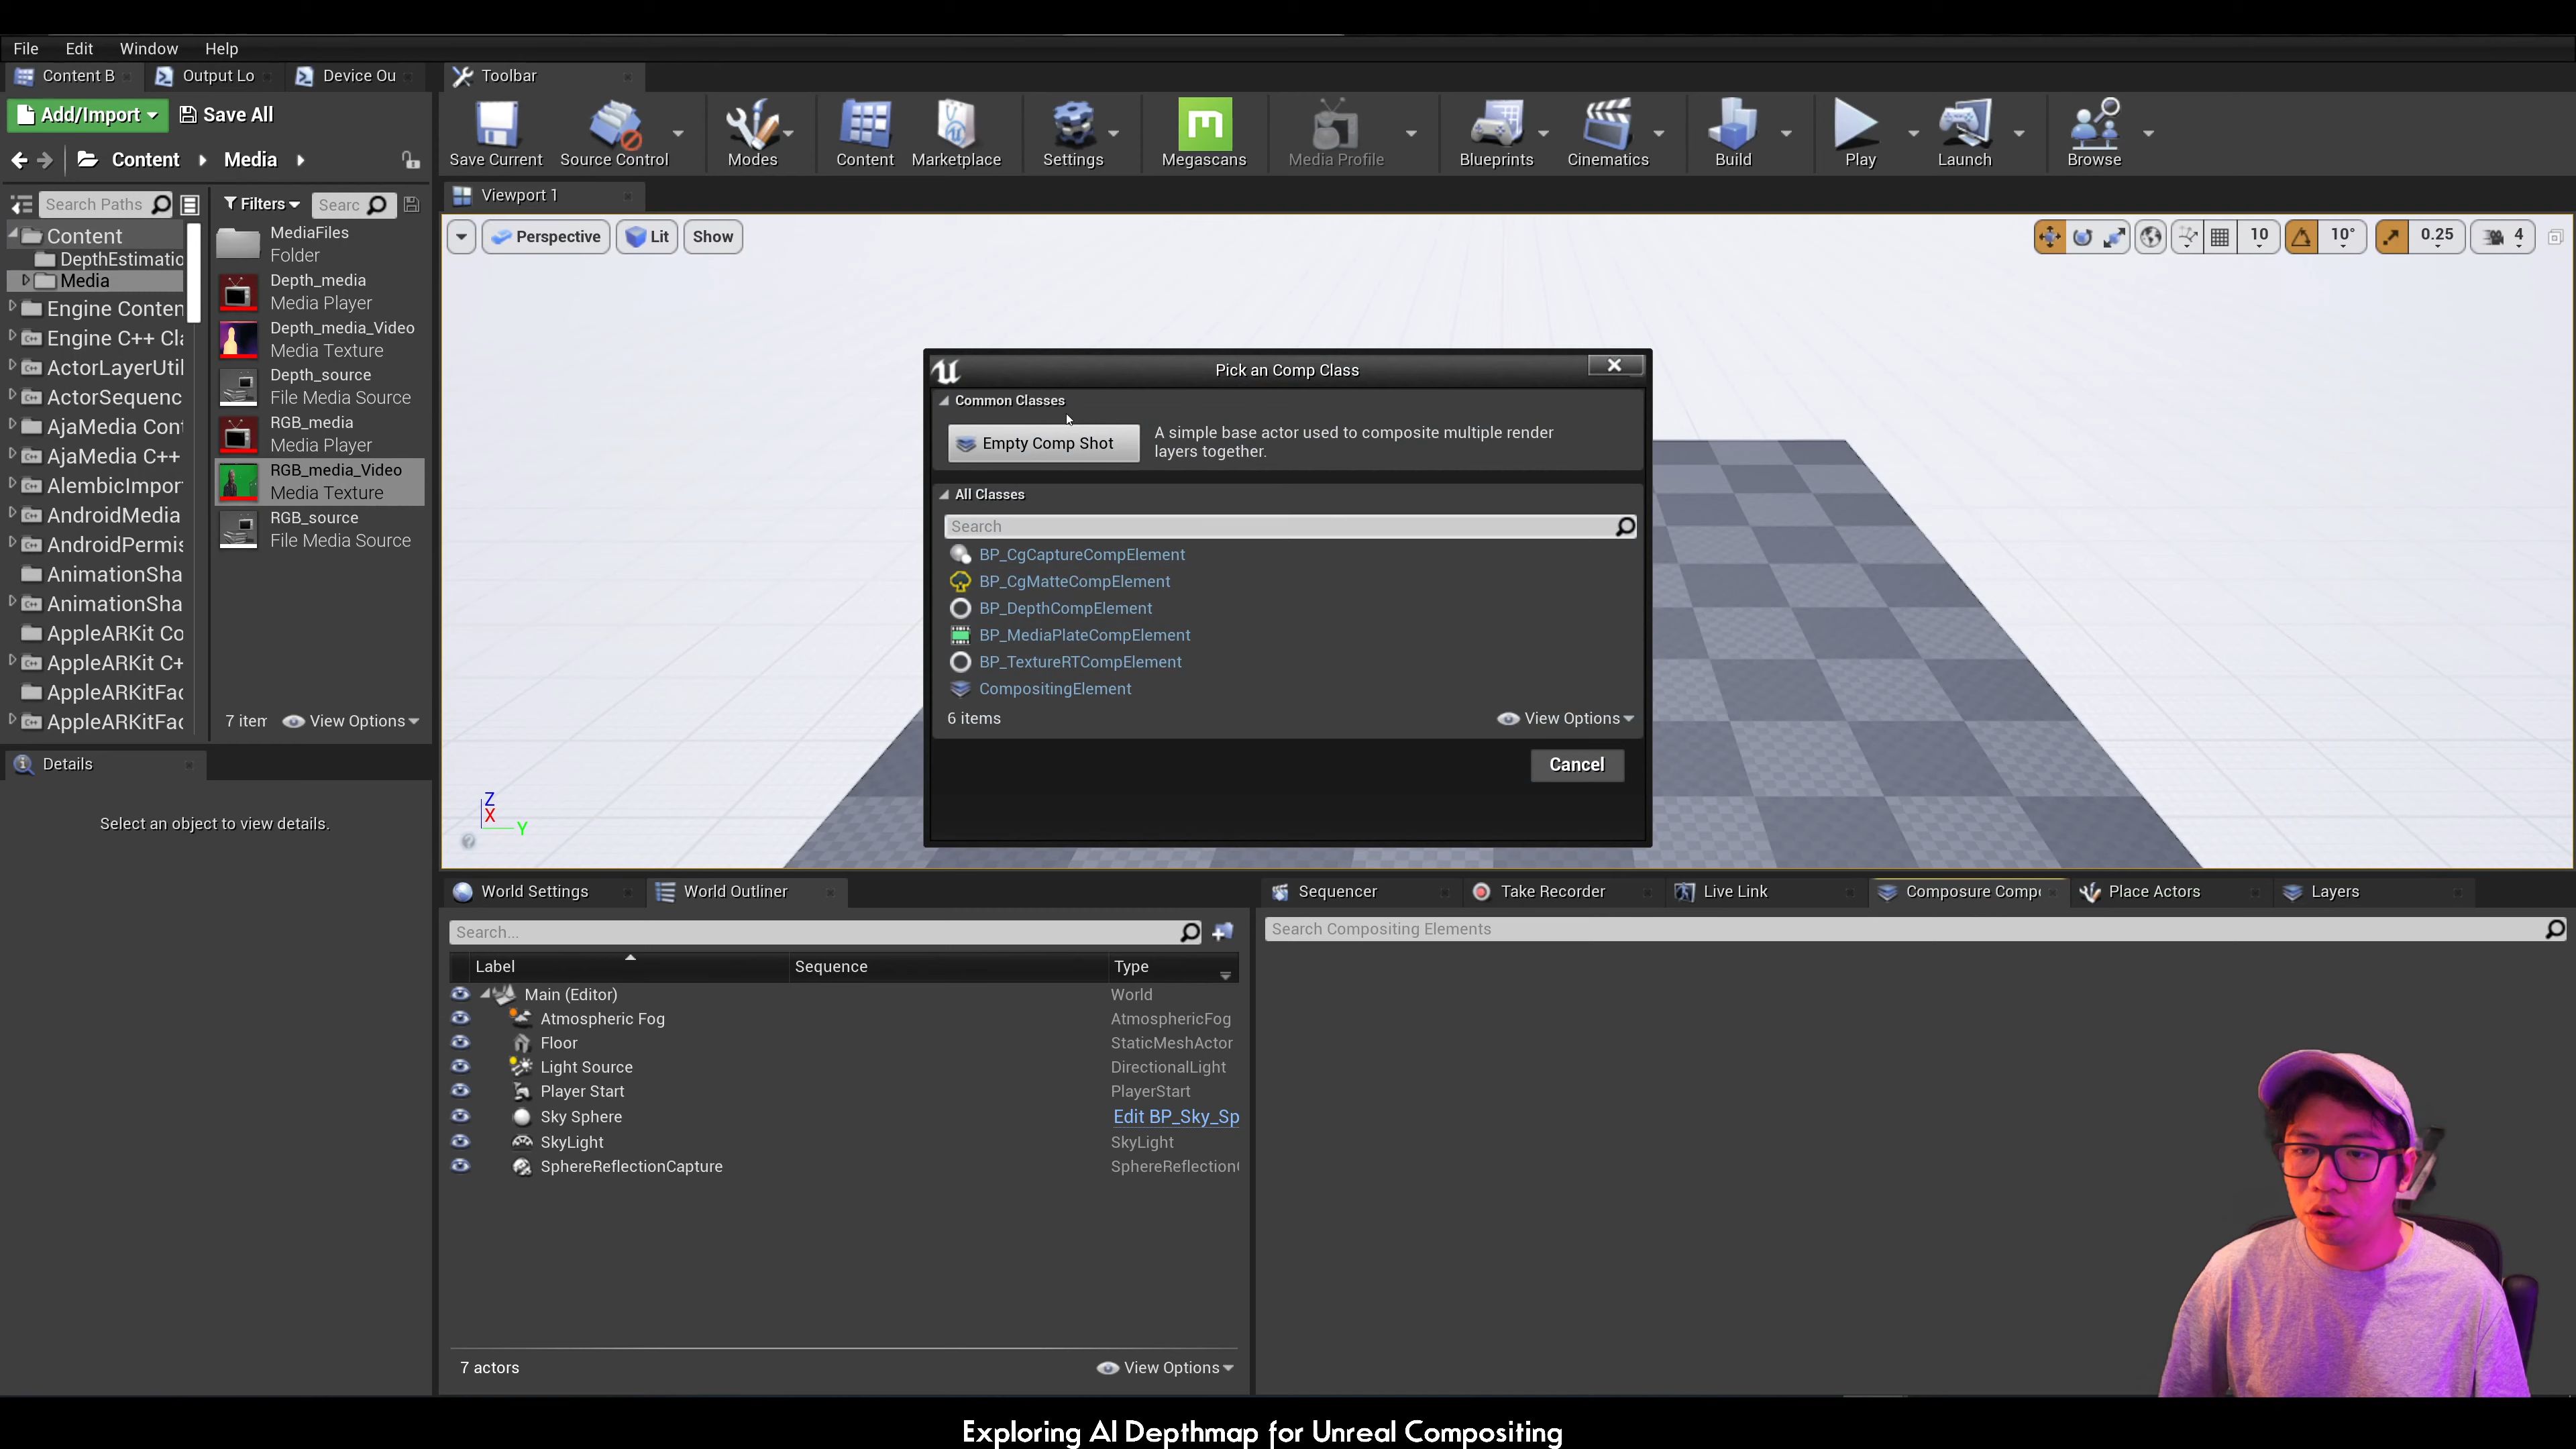 File Edit Window Help
Content B Output Lo Device Ou Toolbar
Add/Import Save All
Save Current Source Control Modes Content Marketplace Settings Megascans Media Profile Blueprints Cinematics Build Play Launch Browse
Content Media
Viewport 1
Search Paths Filters Searc
Content
DepthEstimatic
Media
Engine Conten
Engine C++ Cla
ActorLayerUtil
ActorSequenc
AjaMedia Cont
AjaMedia C++
AlembicImpor
AndroidMedia
AndroidPermis
AnimationSha
AnimationSha
AppleARKit Co
AppleARKit C+
AppleARKitFac
AppleARKitFac
MediaFiles
Folder
Depth_media
Media Player
Depth_media_Video
Media Texture
Depth_source
File Media Source
RGB_media
Media Player
RGB_media_Video
Media Texture
RGB_source
File Media Source
7 item View Options
Perspective Lit Show
10 10° 0.25 4
Pick an Comp Class
Common Classes
Empty Comp Shot
A simple base actor used to composite multiple render
layers together.
All Classes
Search
BP_CgCaptureCompElement
BP_CgMatteCompElement
BP_DepthCompElement
BP_MediaPlateCompElement
BP_TextureRTCompElement
CompositingElement
6 items View Options
Cancel
Z
X
Y
Details
Select an object to view details.
World Settings World Outliner
Search...
Label Sequence Type
Main (Editor) World
Atmospheric Fog AtmosphericFog
Floor StaticMeshActor
Light Source DirectionalLight
Player Start PlayerStart
Sky Sphere Edit BP_Sky_Sp
SkyLight SkyLight
SphereReflectionCapture SphereReflection
7 actors View Options
Sequencer Take Recorder Live Link Composure Comp Place Actors Layers
Search Compositing Elements
Exploring AI Depthmap for Unreal Compositing